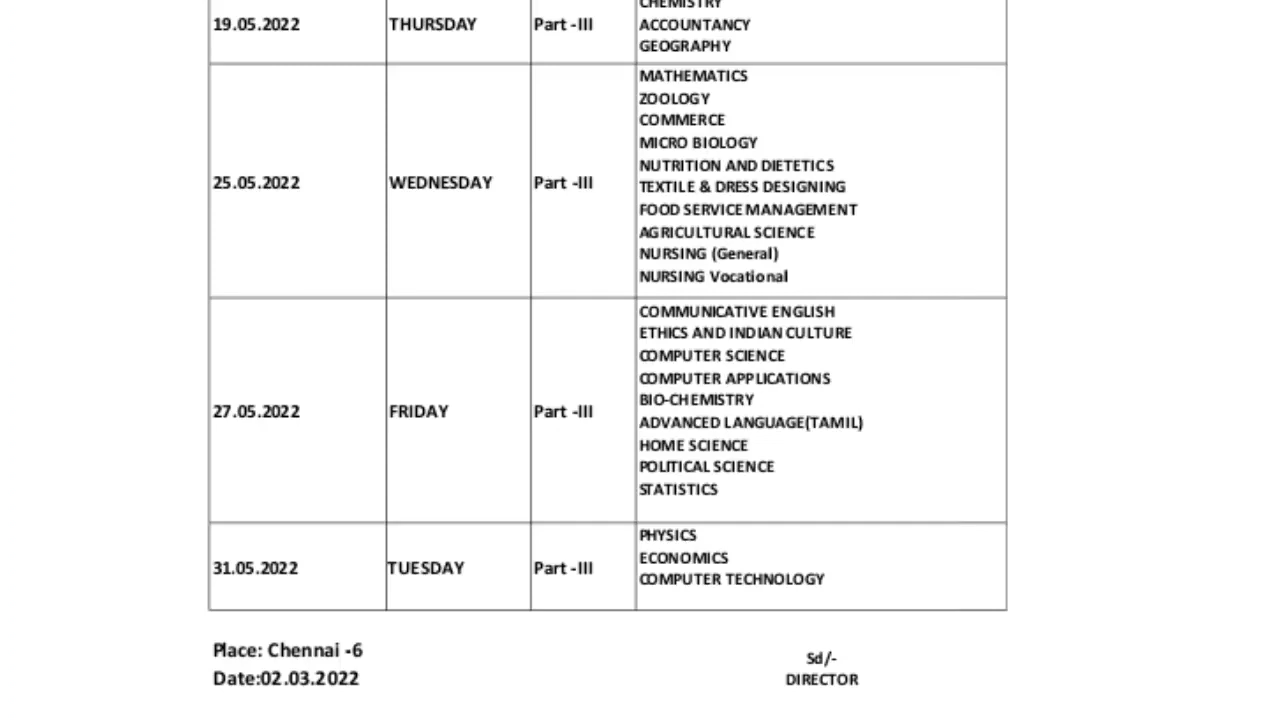 CHEMISTRY
19.05.2022 THURSDAY Part -III ACCOUNTANCY
GEOGRAPHY
MATHEMATICS
ZOOLOGY
COMMERCE
MICRO BIOLOGY
NUTRITION AND DIETETICS
25.05.2022 WEDNESDAY Part -III TEXTILE & DRESS DESIGNING
FOOD SERVICE MANAGEMENT
AGRICULTURAL SCIENCE
NURSING (General)
NURSING Vocational
COMMUNICATIVE ENGLISH
ETHICS AND INDIAN CULTURE
COMPUTER SCIENCE
COMPUTER APPLICATIONS
BIO-CHEMISTRY
27.05.2022 FRIDAY Part -III ADVANCED LANGUAGE(TAMIL)
HOME SCIENCE
POLITICAL SCIENCE
STATISTICS
PHYSICS
ECONOMICS
31.05.2022 TUESDAY Part -III COMPUTER TECHNOLOGY
Place: Chennai -6
Sd/-
Date:02.03.2022 DIRECTOR